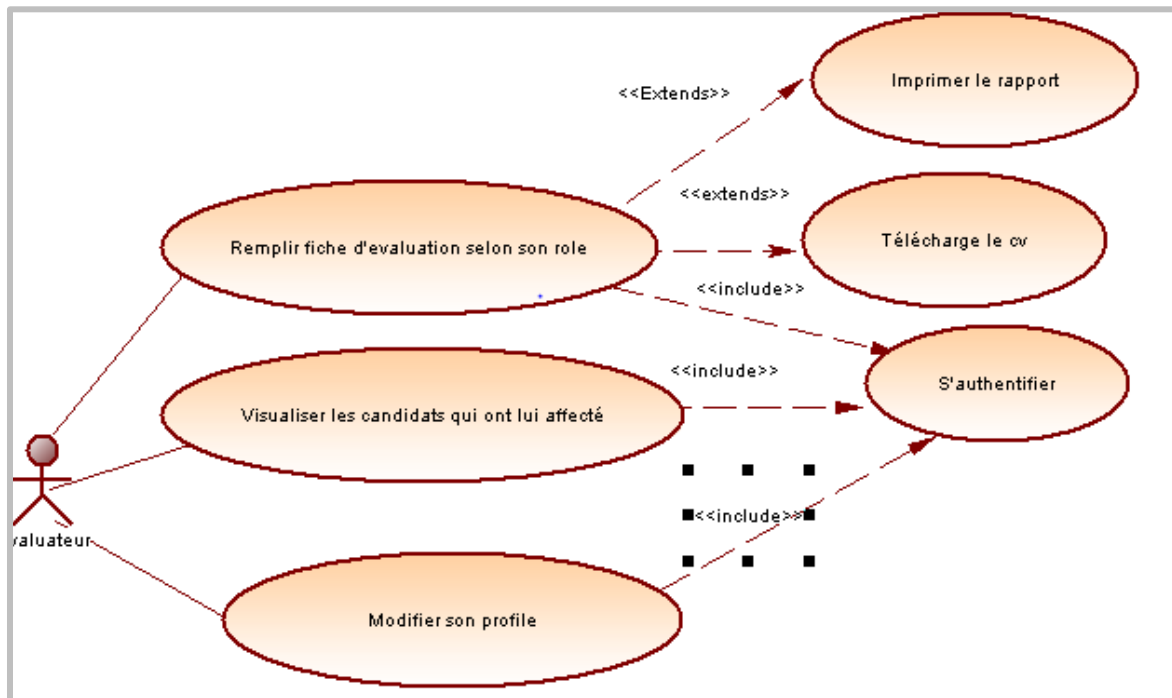 Imprimer le rapport
<<Extends>>
<<extends>>
Remplir fiche d'evaluation selon son role
Télécharge le cv
<<include>>
<<include>>
S'authentifier
Visualiser les candidats qui ont lui affecté
<<include>>
valuateur
Modifier son profile